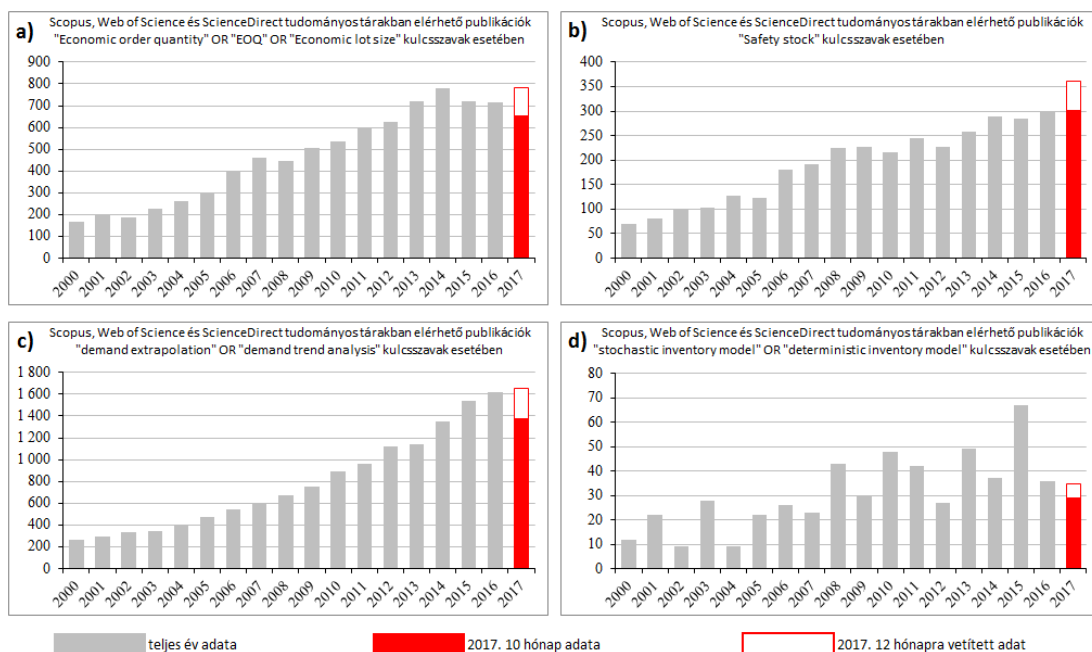 a)
Scopus, Web of Science és ScienceDirect tudományos tárakban elérhető publikációk
"Economic order quantity" OR "EOQ" OR "Economic lot size" kulcsszavak esetében
900
800
700
600
500
400
300
200
100
0
2000 2001 2002 2003 2004 2005 2006 2007 2008 2009 2010 2011 2012 2013 2014 2015 2016 2017
b)
Scopus, Web of Science és ScienceDirect tudományos tárakban elérhető publikációk
"Safety stock" kulcsszavak esetében
400
350
300
250
200
150
100
50
0
2000 2001 2002 2003 2004 2005 2006 2007 2008 2009 2010 2011 2012 2013 2014 2015 2016 2017
c)
Scopus, Web of Science és ScienceDirect tudományos tárakban elérhető publikációk
"demand extrapolation" OR "demand trend analysis" kulcsszavak esetében
1 800
1 600
1 400
1 200
1 000
800
600
400
200
0
2000 2001 2002 2003 2004 2005 2006 2007 2008 2009 2010 2011 2012 2013 2014 2015 2016 2017
d)
Scopus, Web of Science és ScienceDirect tudományos tárakban elérhető publikációk
"stochastic inventory model" OR "deterministic inventory model" kulcsszavak esetében
80
70
60
50
40
30
20
10
0
2000 2001 2002 2003 2004 2005 2006 2007 2008 2009 2010 2011 2012 2013 2014 2015 2016 2017
teljes év adata
2017. 10 hónap adata
2017. 12 hónapra vetített adat